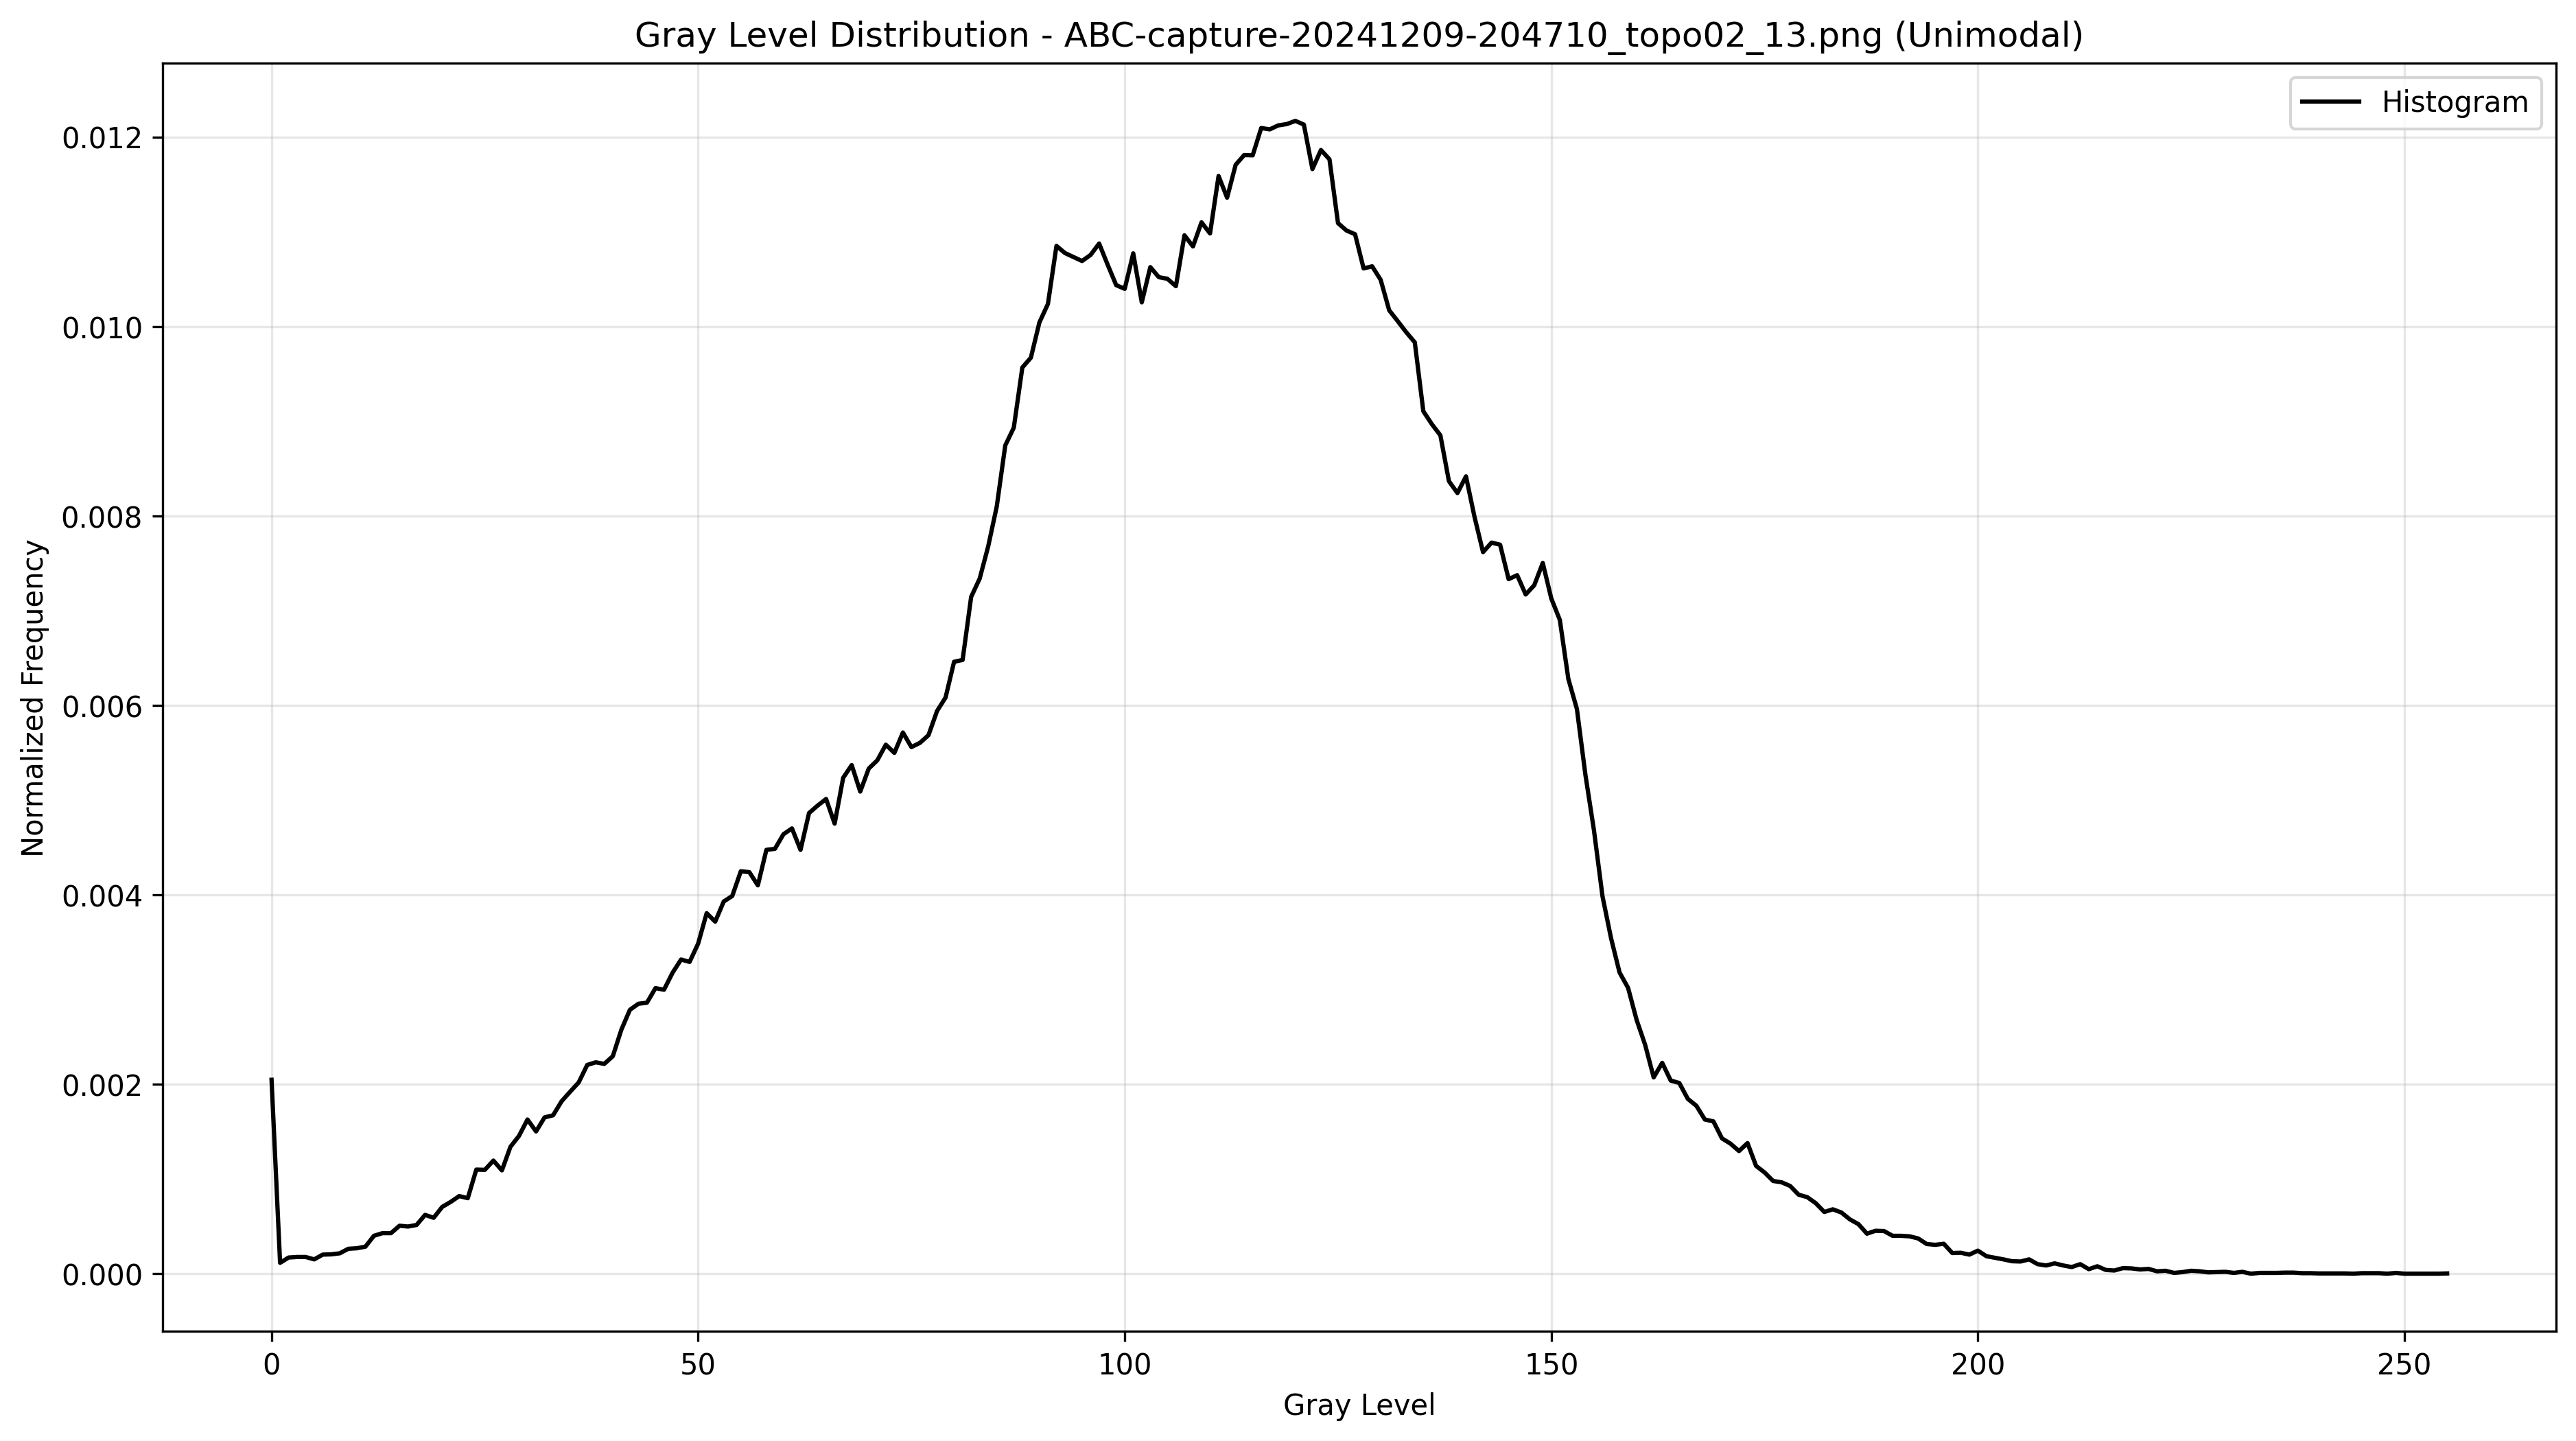 Gray Level Distribution - ABC-capture-20241209-204710_topo02_13.png (Unimodal)
Histogram
Normalized Frequency
0.012
0.010
0.008
0.006
0.004
0.002
0.000
0 50 100 150 200 250
Gray Level